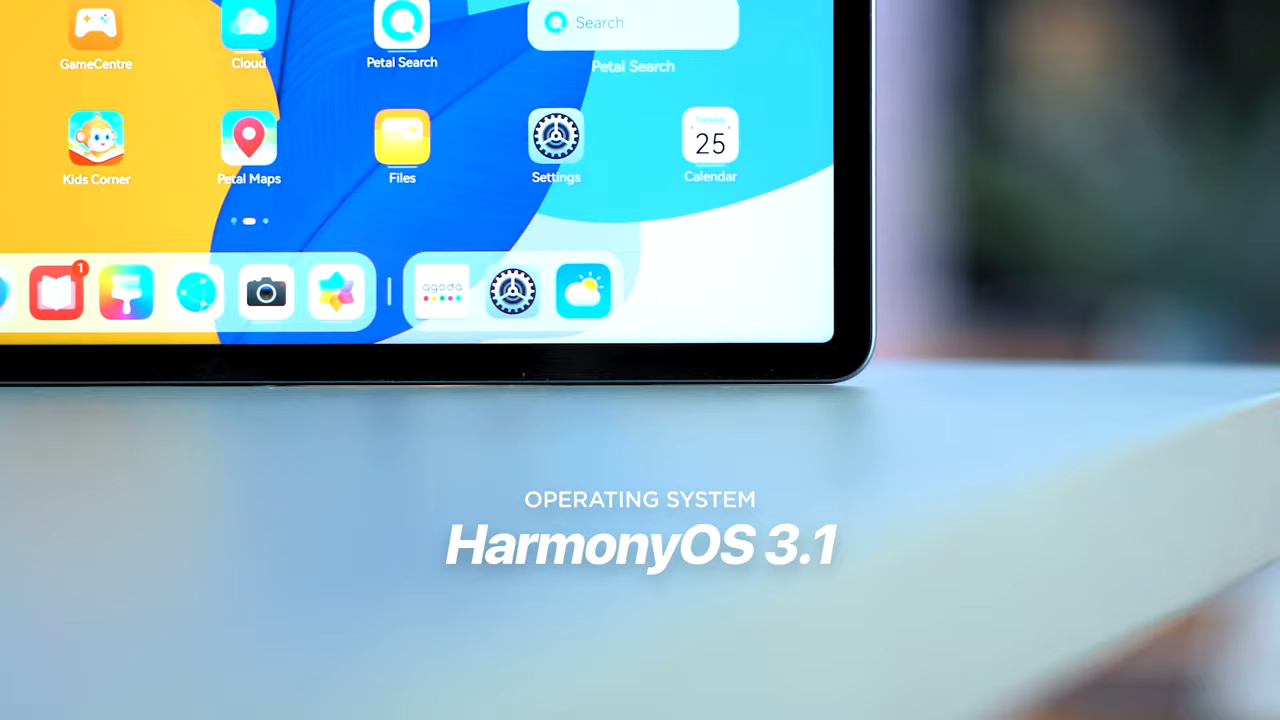 GameCentre
Cloud
Petal Search
Search
Petal Search
Kids Corner
Petal Maps
Files
Settings
Tuesday
25
Calendar
1
agoda
OPERATING SYSTEM
HarmonyOS 3.1